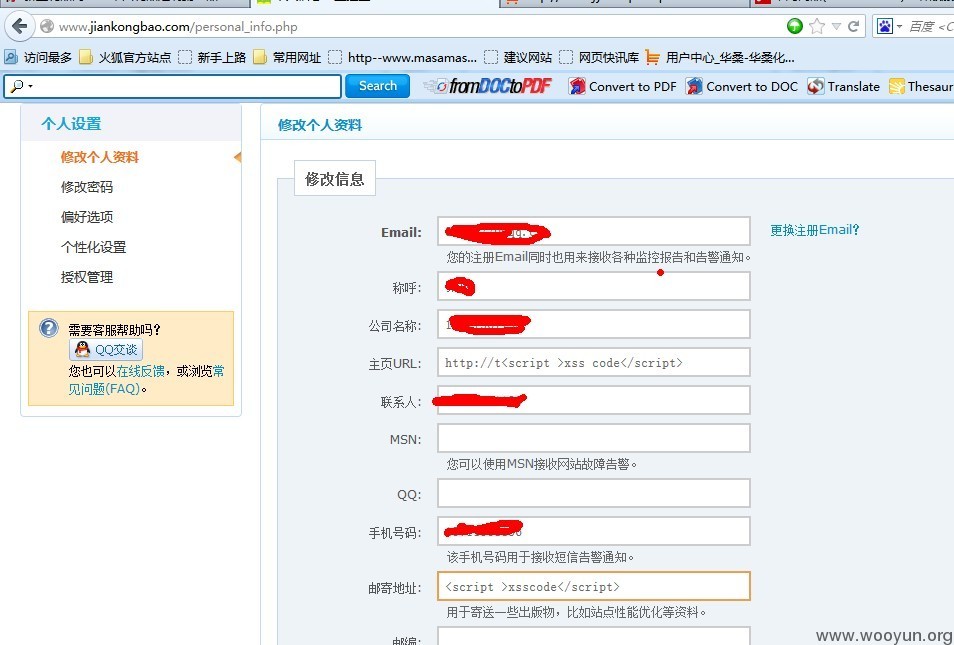 www.jiankongbao.com/personal_info.php
百度 <C
访问最多 火狐官方站点 新手上路 常用网址 http--www.masamas... 建议网站 网页快讯库 用户中心_华燊-华燊化...
Search fromDOCtoPDF Convert to PDF Convert to DOC Translate Thesaur
个人设置
修改个人资料
修改密码
偏好选项
个性化设置
授权管理
需要客服帮助吗?
QQ交谈
您也可以在线反馈，或浏览常
见问题(FAQ)。
修改个人资料
修改信息
Email:
更换注册Email?
您的注册Email同时也用来接收各种监控报告和告警通知。
称呼:
公司名称:
主页URL: http://t<script >xss code</script>
联系人:
MSN:
您可以使用MSN接收网站故障告警。
QQ:
手机号码:
该手机号码用于接收短信告警通知。
邮寄地址: <script >xsscode</script>
用于寄送一些出版物，比如站点性能优化等资料。
邮编:
www.wooyun.org